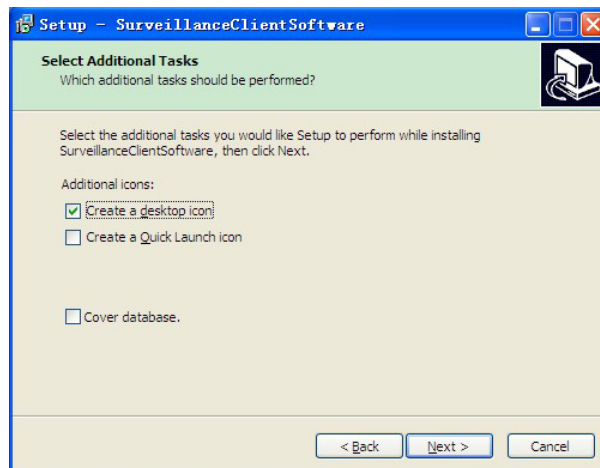 Setup - SurveillanceClientSoftware
Select Additional Tasks
Which additional tasks should be performed?
Select the additional tasks you would like Setup to perform while installing
SurveillanceClientSoftware, then click Next.
Additional icons:
Create a desktop icon
Create a Quick Launch icon
Cover database.
< Back
Next >
Cancel